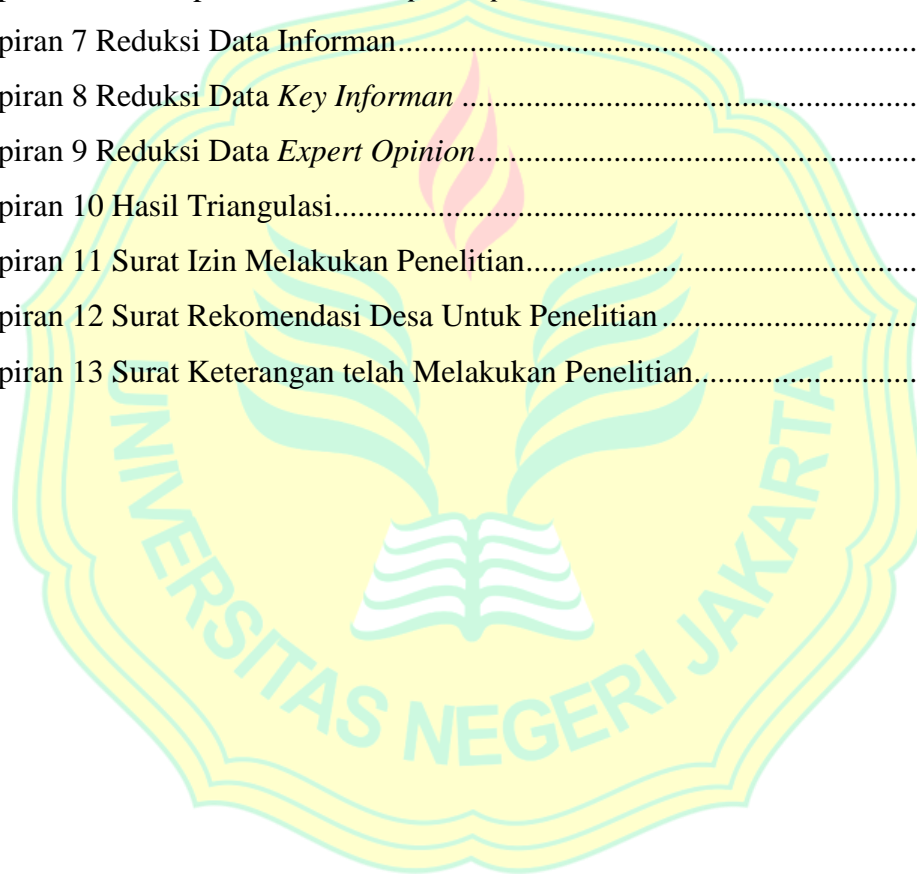 piran 7 Reduksi Data Informan........................................................................
piran 8 Reduksi Data Key Informan ...............................................................
piran 9 Reduksi Data Expert Opinion..............................................................
piran 10 Hasil Triangulasi................................................................................
piran 11 Surat Izin Melakukan Penelitian........................................................
piran 12 Surat Rekomendasi Desa Untuk Penelitian.......................................
piran 13 Surat Keterangan telah Melakukan Penelitian...................................
UNIVERSITAS NEGERI JAKARTA